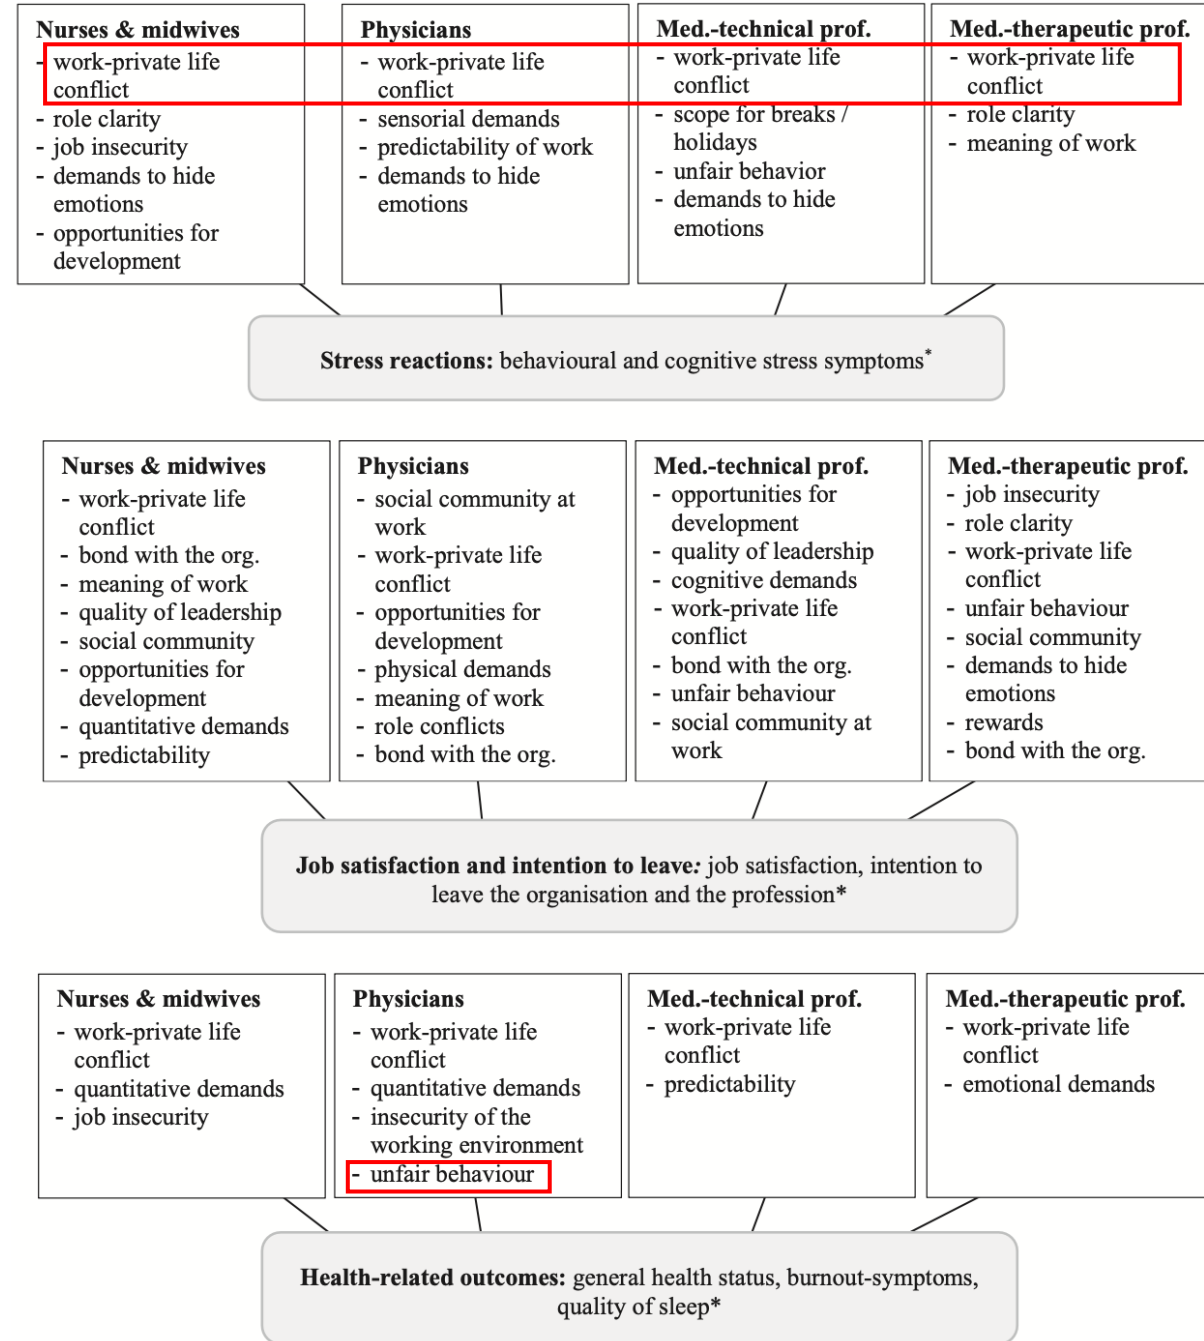 Nurses & midwives
- work-private life
conflict
- role clarity
- job insecurity
- demands to hide
emotions
- opportunities for
development
Physicians
- work-private life
conflict
- sensorial demands
- predictability of work
- demands to hide
emotions
Med.-technical prof.
- work-private life
conflict
- scope for breaks /
holidays
- unfair behavior
- demands to hide
emotions
Med.-therapeutic prof.
- work-private life
conflict
- role clarity
- meaning of work
Stress reactions: behavioural and cognitive stress symptoms*
Nurses & midwives
- work-private life
conflict
- bond with the org.
- meaning of work
- quality of leadership
- social community
- opportunities for
development
- quantitative demands
- predictability
Physicians
- social community at
work
- work-private life
conflict
- opportunities for
development
- physical demands
- meaning of work
- role conflicts
- bond with the org.
Med.-technical prof.
- opportunities for
development
- quality of leadership
- cognitive demands
- work-private life
conflict
- bond with the org.
- unfair behaviour
- social community at
work
Med.-therapeutic prof.
- job insecurity
- role clarity
- work-private life
conflict
- unfair behaviour
- social community
- demands to hide
emotions
- rewards
- bond with the org.
Job satisfaction and intention to leave: job satisfaction, intention to
leave the organisation and the profession*
Nurses & midwives
- work-private life
conflict
- quantitative demands
- job insecurity
Physicians
- work-private life
conflict
- quantitative demands
- insecurity of the
working environment
- unfair behaviour
Med.-technical prof.
- work-private life
conflict
- predictability
Med.-therapeutic prof.
- work-private life
conflict
- emotional demands
Health-related outcomes: general health status, burnout-symptoms,
quality of sleep*